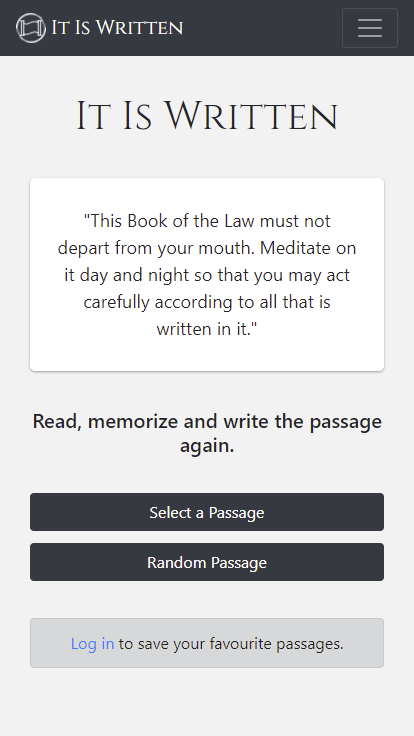 It Is Written
It Is Written
"This Book of the Law must not
depart from your mouth. Meditate on
it day and night so that you may act
carefully according to all that is
written in it."
Read, memorize and write the passage
again.
Select a Passage
Random Passage
Log in to save your favourite passages.